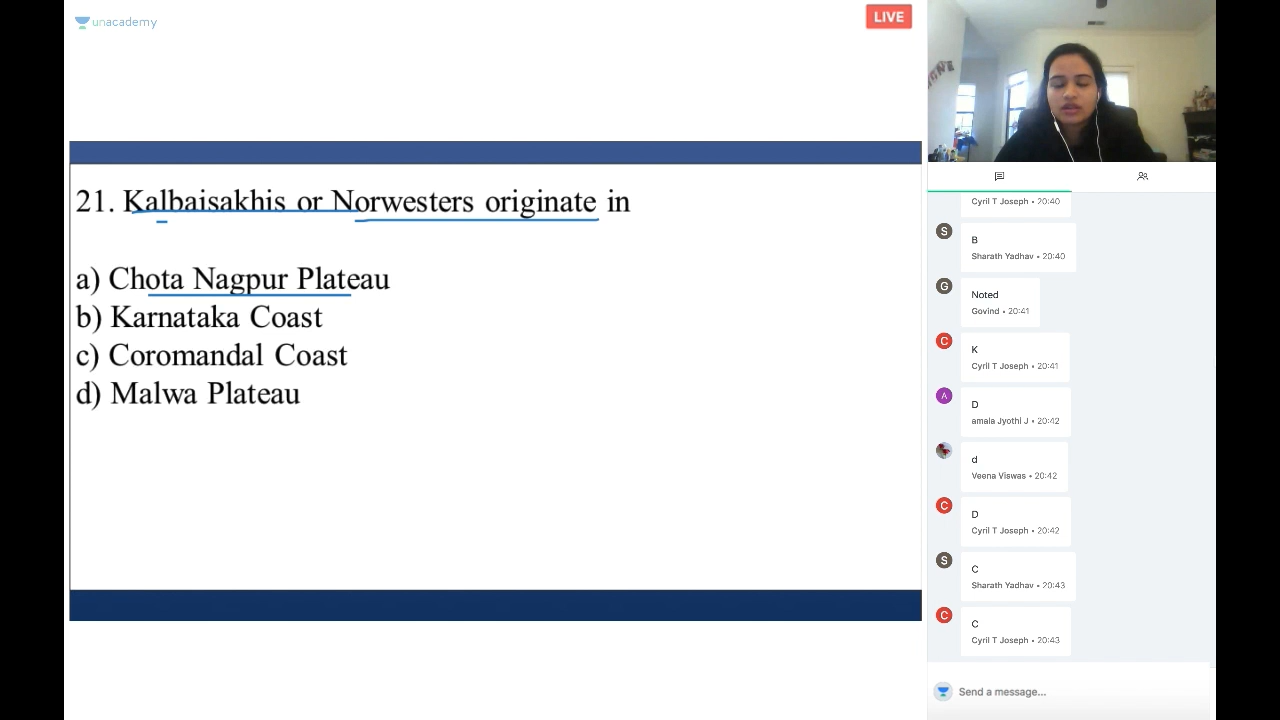 unacademy
LIVE
21. Kalbaisakhis or Norwesters originate in
a) Chota Nagpur Plateau
b) Karnataka Coast
c) Coromandal Coast
d) Malwa Plateau
Cyril T Joseph • 20:40
S
B
Sharath Yadhav • 20:40
G
Noted
Govind • 20:41
C
K
Cyril T Joseph • 20:41
A
D
amala Jyothi J • 20:42
d
Veena Viswas • 20:42
C
D
Cyril T Joseph • 20:42
S
C
Sharath Yadhav • 20:43
C
C
Cyril T Joseph • 20:43
Send a message...